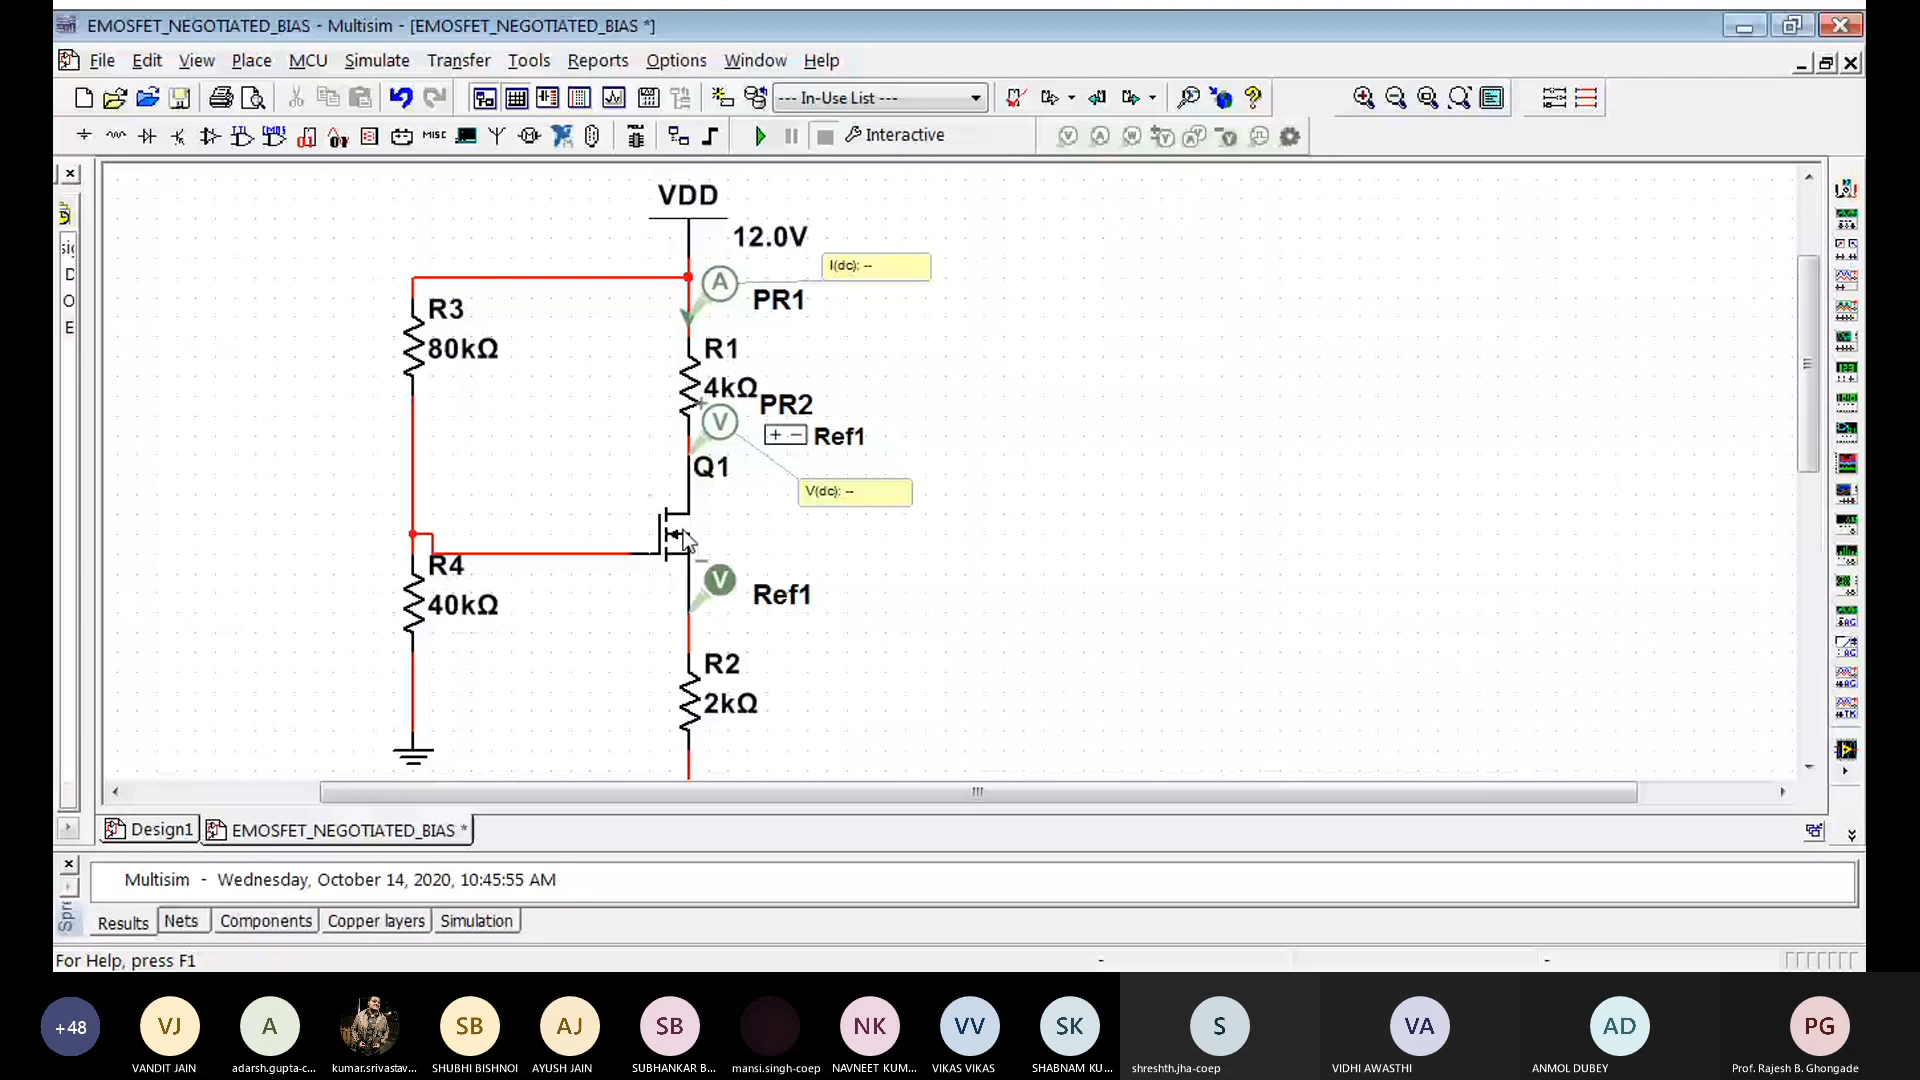 EMOSFET_NEGOTIATED_BIAS - Multisim - [EMOSFET_NEGOTIATED_BIAS *]
File Edit View Place MCU Simulate Transfer Tools Reports Options Window Help
--- In-Use List ---
MISC
Interactive
VDD
12.0V
I(dc): --
A
PR1
R3
80kΩ
R1
4kΩ
PR2
V
+ − Ref1
Q1
V(dc): --
R4
40kΩ
V
Ref1
R2
2kΩ
D
O
E
Design1 EMOSFET_NEGOTIATED_BIAS *
Multisim - Wednesday, October 14, 2020, 10:45:55 AM
Results Nets Components Copper layers Simulation
For Help, press F1 - -
+48 VJ A SB AJ SB NK VV SK S VA AD PG
VANDIT JAIN adarsh.gupta-c... kumar.srivastav... SHUBHI BISHNOI AYUSH JAIN SUBHANKAR B... mansi.singh-coep NAVNEET KUM... VIKAS VIKAS SHABNAM KU... shreshth.jha-coep VIDHI AWASTHI ANMOL DUBEY Prof. Rajesh B. Ghongade